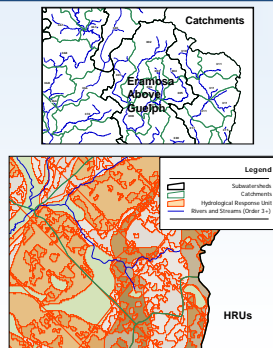 Catchments
Eramosa
Above
Guelph
Legend
Subwatersheds
Catchments
Hydrological Response Unit
Rivers and Streams (Order 3+)
HRUs